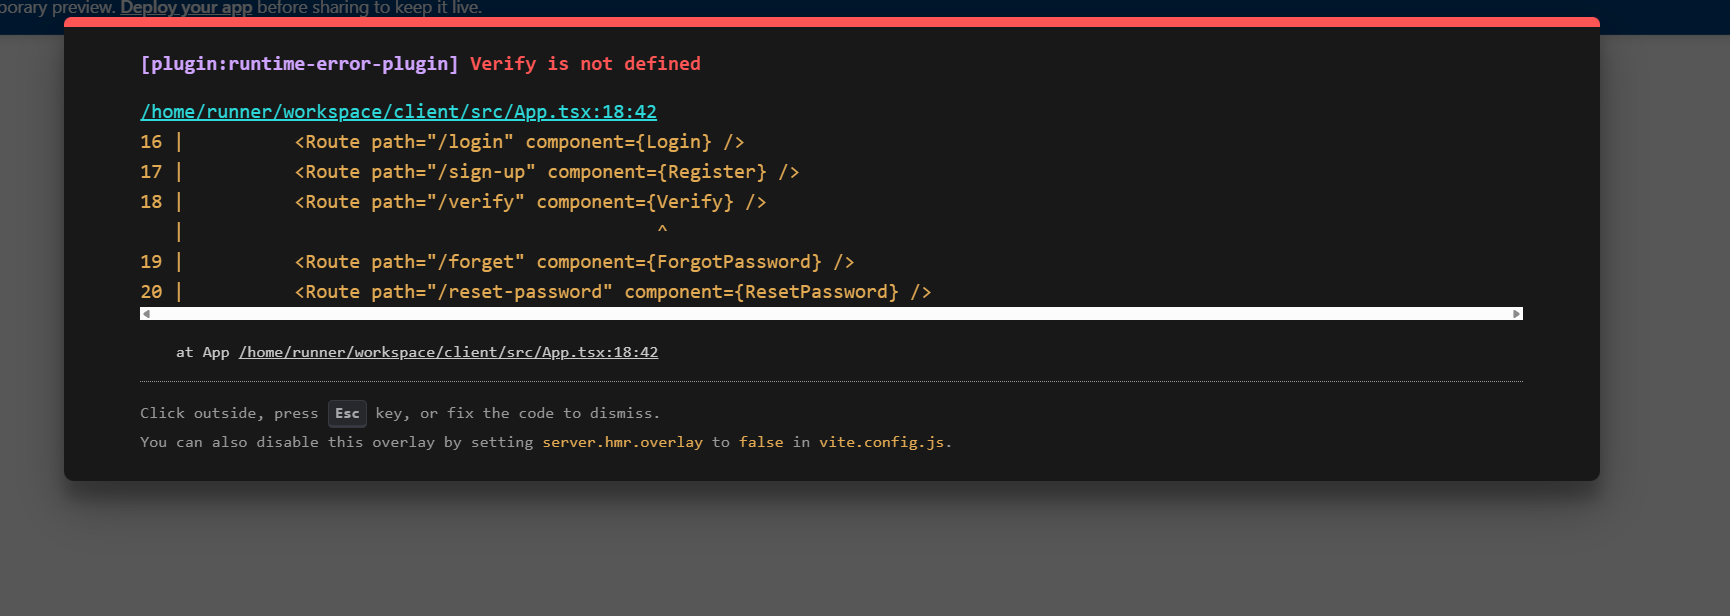 porary preview. Deploy your app before sharing to keep it live.
[plugin:runtime-error-plugin] Verify is not defined
/home/runner/workspace/client/src/App.tsx:18:42
16 |          <Route path="/login" component={Login} />
17 |          <Route path="/sign-up" component={Register} />
18 |          <Route path="/verify" component={Verify} />
   |                                           ^
19 |          <Route path="/forget" component={ForgotPassword} />
20 |          <Route path="/reset-password" component={ResetPassword} />
at App /home/runner/workspace/client/src/App.tsx:18:42
Click outside, press Esc key, or fix the code to dismiss.
You can also disable this overlay by setting server.hmr.overlay to false in vite.config.js.